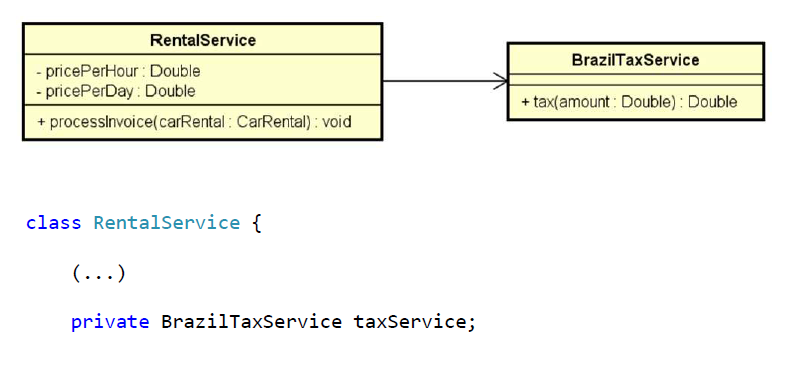 RentalService
- pricePerHour : Double
- pricePerDay : Double
+ processInvoice(carRental : CarRental) : void
BrazilTaxService
+ tax(amount : Double) : Double
class RentalService {
(...)
private BrazilTaxService taxService;